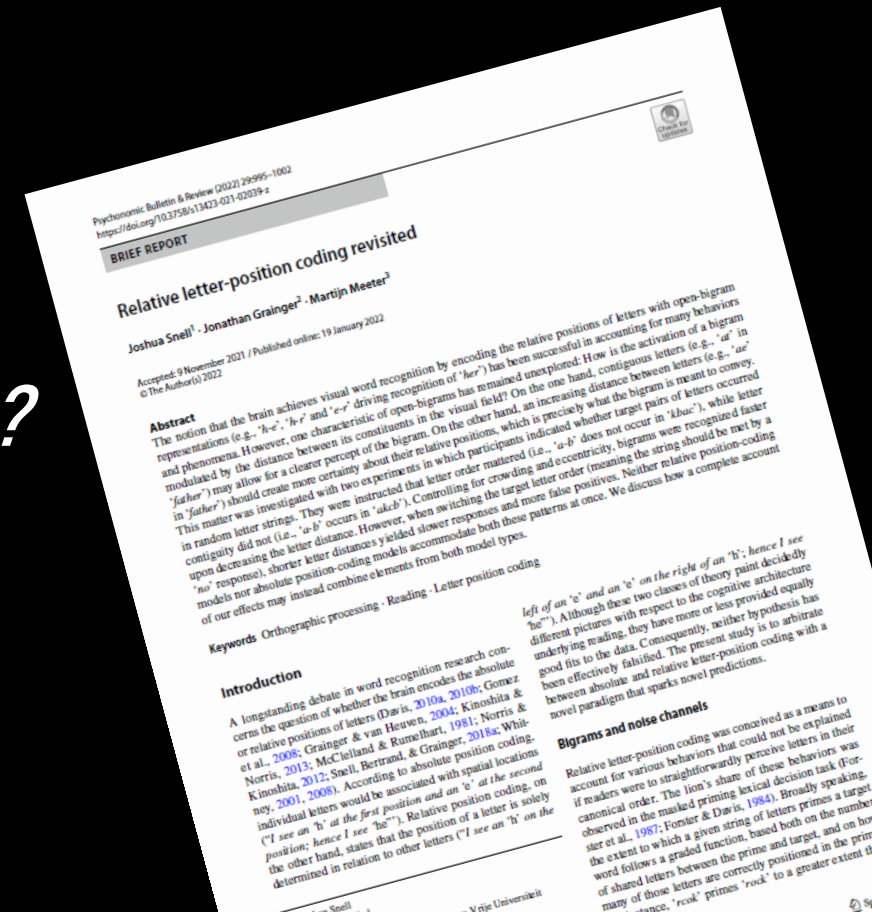 ?
Check for
updates
Psychonomic Bulletin & Review (2022) 29:995–1002
https://doi.org/10.3758/s13423-021-02039-z
BRIEF REPORT
Relative letter-position coding revisited
Joshua Snell1 · Jonathan Grainger2 · Martijn Meeter3
Accepted: 9 November 2021 / Published online: 19 January 2022
© The Author(s) 2022
Abstract
The notion that the brain achieves visual word recognition by encoding the relative positions of letters with open-bigram
representations (e.g., ‘h-e’, ‘h-r’ and ‘e-r’ driving recognition of ‘her’) has been successful in accounting for many behaviors
and phenomena. However, one characteristic of open-bigrams has remained unexplored: How is the activation of a bigram
modulated by the distance between its constituents in the visual field? On the one hand, contiguous letters (e.g., ‘at’ in
‘father’) may allow for a clearer percept of the bigram. On the other hand, an increasing distance between letters (e.g., ‘ae’
in ‘father’) should create more certainty about their relative positions, which is precisely what the bigram is meant to convey.
This matter was investigated with two experiments in which participants indicated whether target pairs of letters occurred
in random letter strings. They were instructed that letter order mattered (i.e., ‘a-b’ does not occur in ‘kbac’), while letter
contiguity did not (i.e., ‘a-b’ occurs in ‘akcb’). Controlling for crowding and eccentricity, bigrams were recognized faster
upon decreasing the letter distance. However, when switching the target letter order (meaning the string should be met by a
‘no’ response), shorter letter distances yielded slower responses and more false positives. Neither relative position-coding
models nor absolute position-coding models accommodate both these patterns at once. We discuss how a complete account
of our effects may instead combine elements from both model types.
Keywords Orthographic processing · Reading · Letter position coding
Introduction
A longstanding debate in word recognition research con-
cerns the question of whether the brain encodes the absolute
or relative positions of letters (Davis, 2010a, 2010b; Gomez
et al., 2008; Grainger & van Heuven, 2004; Kinoshita &
Norris, 2013; McClelland & Rumelhart, 1981; Norris &
Kinoshita, 2012; Snell, Bertrand, & Grainger, 2018a; Whit-
ney, 2001, 2008). According to absolute position coding,
individual letters would be associated with spatial locations
(“I see an ‘h’ at the first position and an ‘e’ at the second
position; hence I see ‘he’”). Relative position coding, on
the other hand, states that the position of a letter is solely
determined in relation to other letters (“I see an ‘h’ on the
Snell
Vrije Universiteit
left of an ‘e’ and an ‘e’ on the right of an ‘h’; hence I see
‘he’”). Although these two classes of theory paint decidedly
different pictures with respect to the cognitive architecture
underlying reading, they have more or less provided equally
good fits to the data. Consequently, neither hypothesis has
been effectively falsified. The present study is to arbitrate
between absolute and relative letter-position coding with a
novel paradigm that sparks novel predictions.
Bigrams and noise channels
Relative letter-position coding was conceived as a means to
account for various behaviors that could not be explained
if readers were to straightforwardly perceive letters in their
canonical order. The lion’s share of these behaviors was
observed in the masked priming lexical decision task (For-
ster et al., 1987; Forster & Davis, 1984). Broadly speaking,
the extent to which a given string of letters primes a target
word follows a graded function, based both on the number
of shared letters between the prime and target, and on how
many of those letters are correctly positioned in the prim
‘rcok’ primes ‘rock’ to a greater extent th